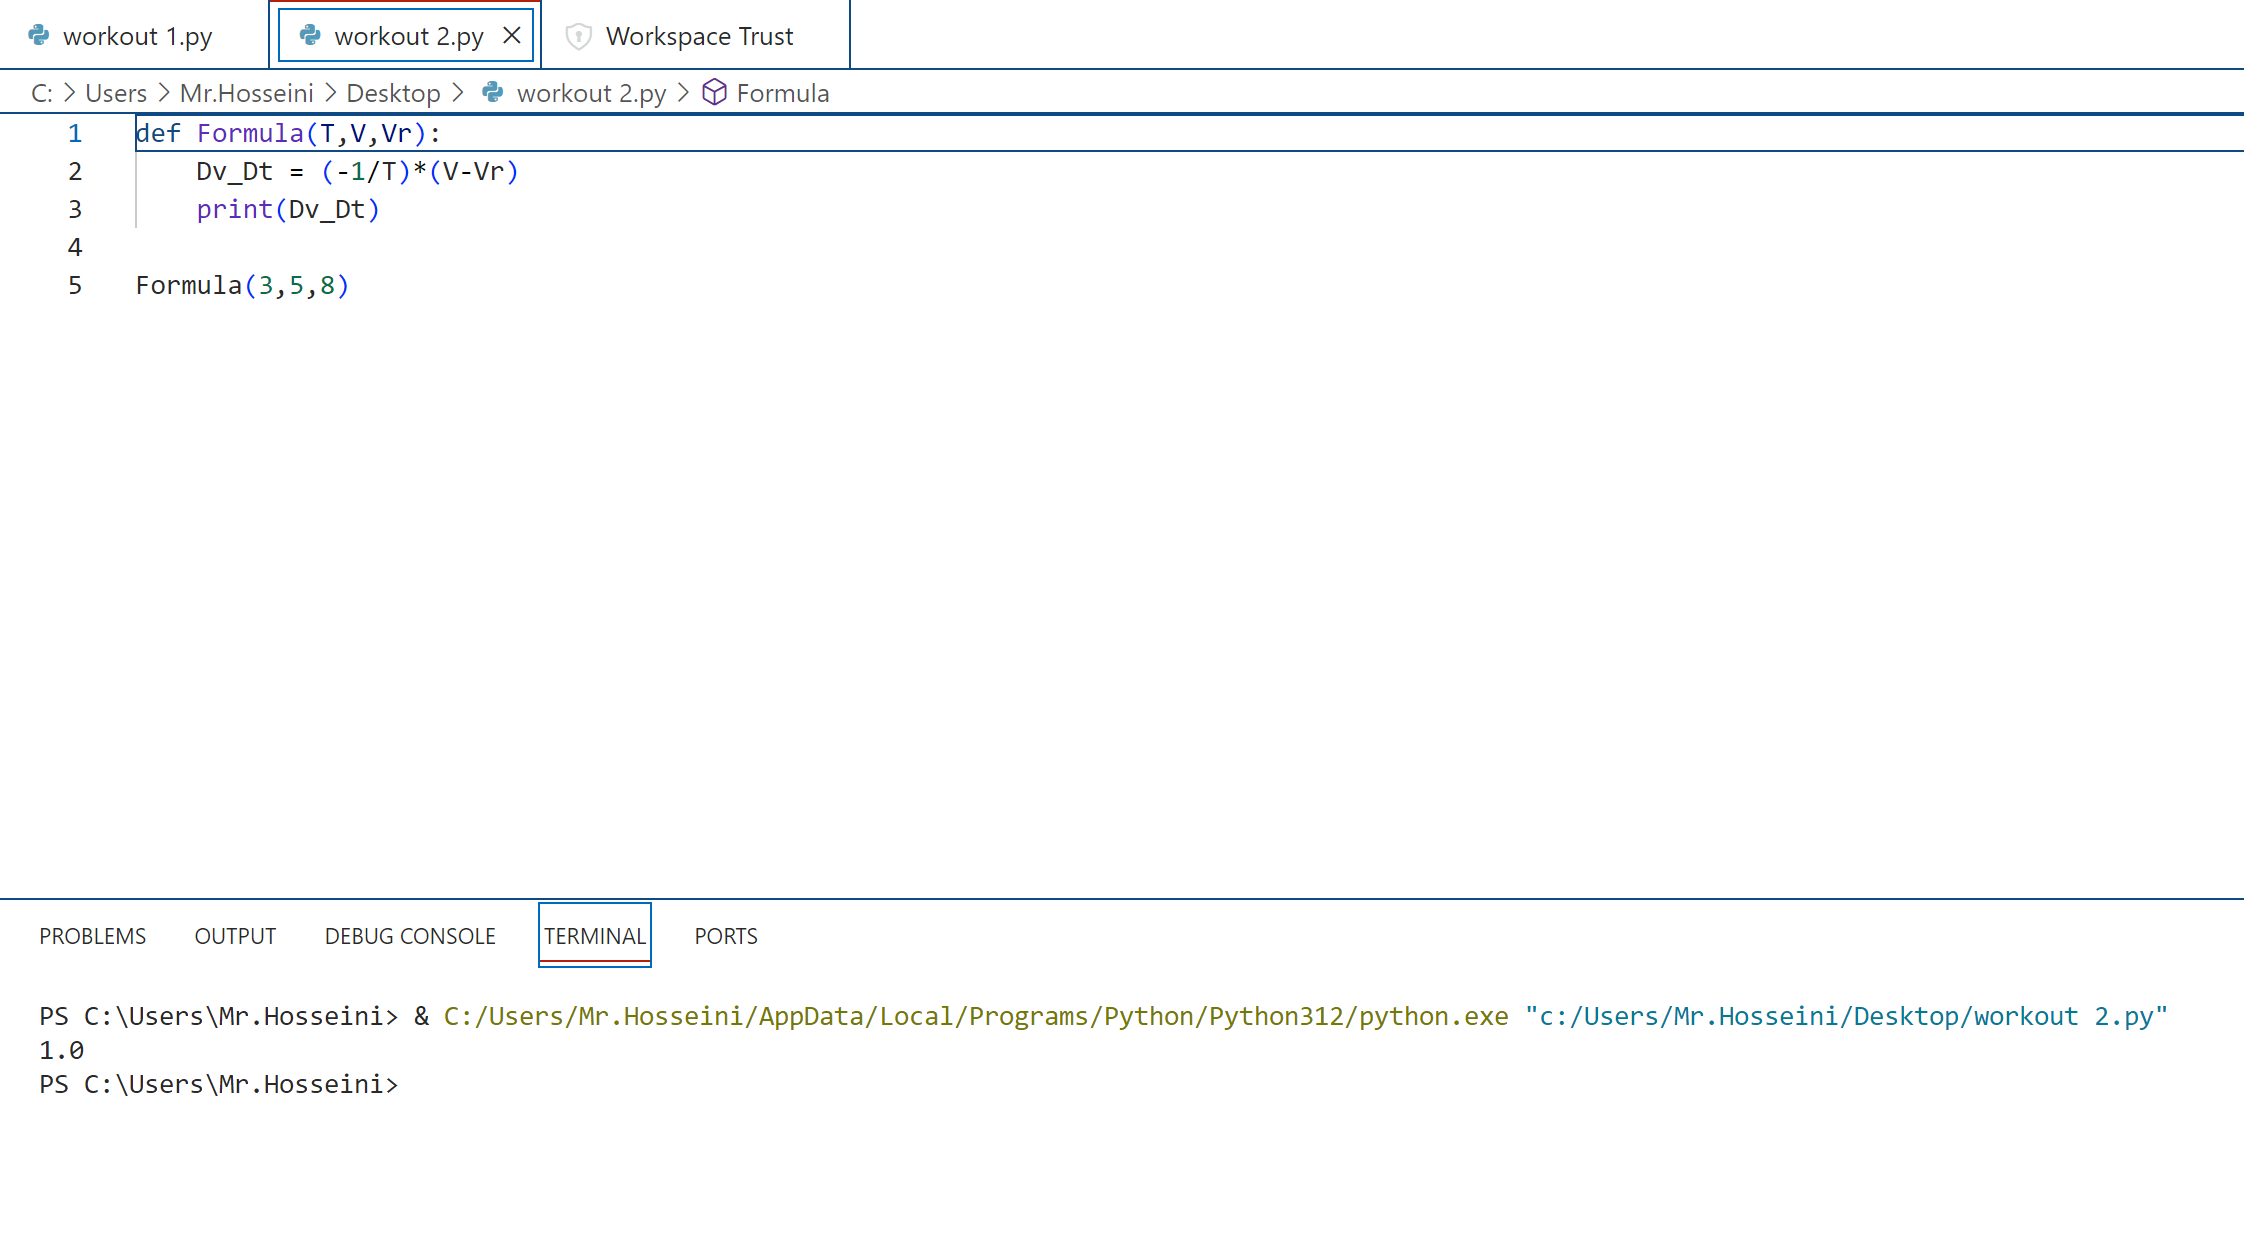 workout 1.py workout 2.py Workspace Trust
C: > Users > Mr.Hosseini > Desktop > workout 2.py > Formula
1 def Formula(T,V,Vr):
2     Dv_Dt = (-1/T)*(V-Vr)
3     print(Dv_Dt)
4
5 Formula(3,5,8)
PROBLEMS OUTPUT DEBUG CONSOLE TERMINAL PORTS
PS C:\Users\Mr.Hosseini> & C:/Users/Mr.Hosseini/AppData/Local/Programs/Python/Python312/python.exe "c:/Users/Mr.Hosseini/Desktop/workout 2.py"
1.0
PS C:\Users\Mr.Hosseini>